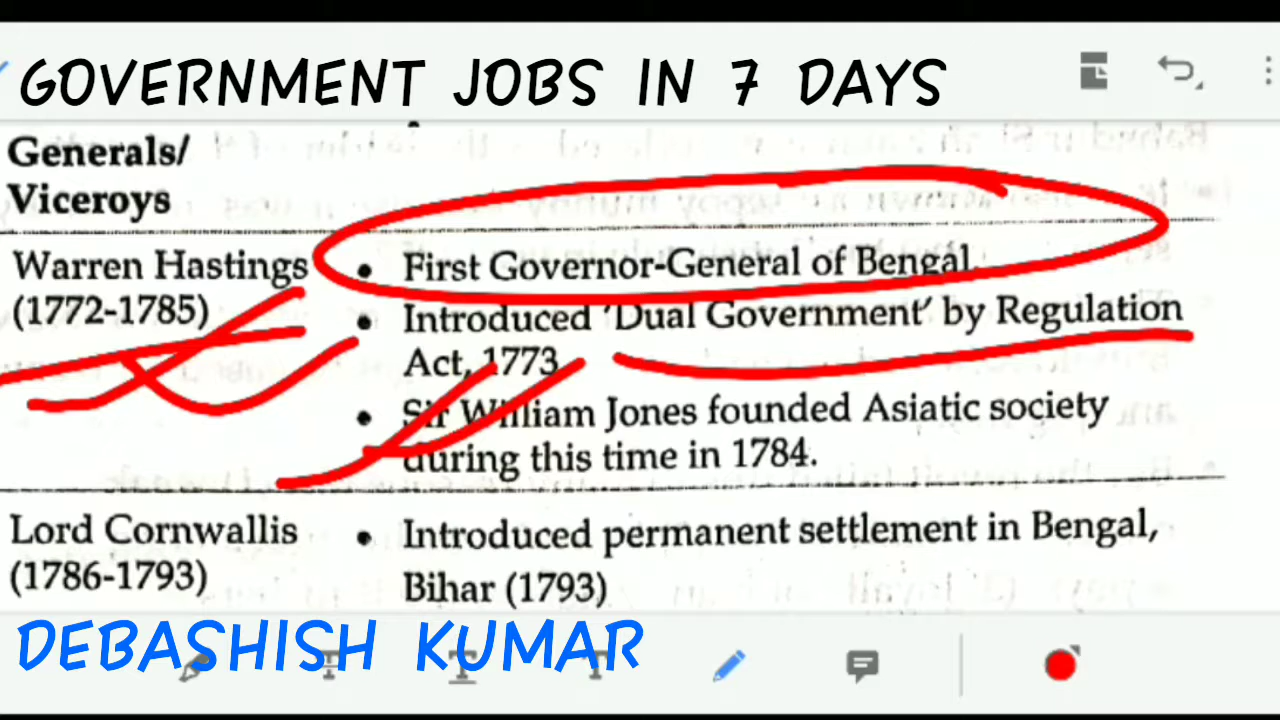 GOVERNMENT JOBS IN 7 DAYS
Generals/
Viceroys
Warren Hastings
(1772-1785)
• First Governor-General of Bengal.
• Introduced 'Dual Government' by Regulation
Act, 1773
• Sir William Jones founded Asiatic society
during this time in 1784.
Lord Cornwallis
(1786-1793)
• Introduced permanent settlement in Bengal,
Bihar (1793)
DEBASHISH KUMAR